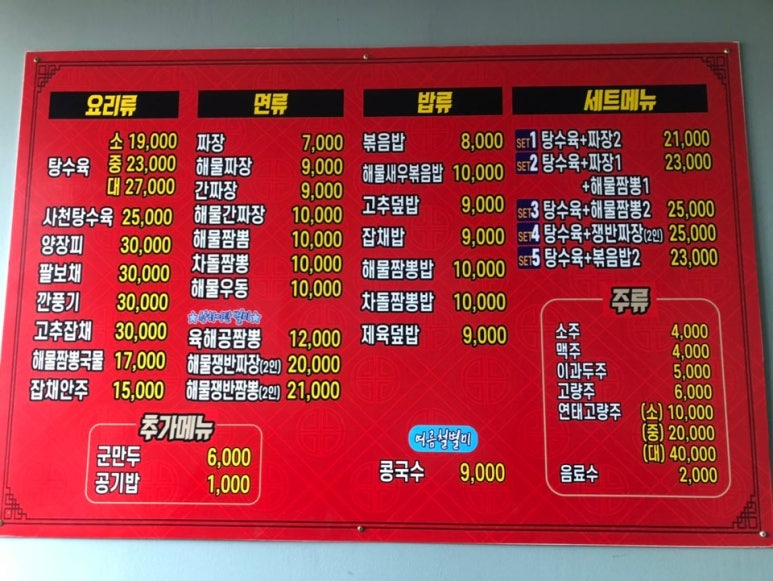 요리류
탕수육
소 19,000
중 23,000
대 27,000
사천탕수육 25,000
양장피 30,000
팔보채 30,000
깐풍기 30,000
고추잡채 30,000
해물짬뽕국물 17,000
잡채안주 15,000
추가메뉴
군만두 6,000
공기밥 1,000
면류
짜장 7,000
해물짜장 9,000
간짜장 9,000
해물간짜장 10,000
해물짬뽕 10,000
차돌짬뽕 10,000
해물우동 10,000
육해공짬뽕 12,000
해물쟁반짜장(2인) 20,000
해물쟁반짬뽕(2인) 21,000
밥류
볶음밥 8,000
해물새우볶음밥 10,000
고추덮밥 9,000
잡채밥 9,000
해물짬뽕밥 10,000
차돌짬뽕밥 10,000
제육덮밥 9,000
여름철별미
콩국수 9,000
세트메뉴
SET1 탕수육+짜장2 21,000
SET2 탕수육+짜장1 23,000
+해물짬뽕1
SET3 탕수육+해물짬뽕2 25,000
SET4 탕수육+쟁반짜장(2인) 25,000
SET5 탕수육+볶음밥2 23,000
주류
소주 4,000
맥주 4,000
이과두주 5,000
고량주 6,000
연태고량주 (소) 10,000
(중) 20,000
(대) 40,000
음료수 2,000